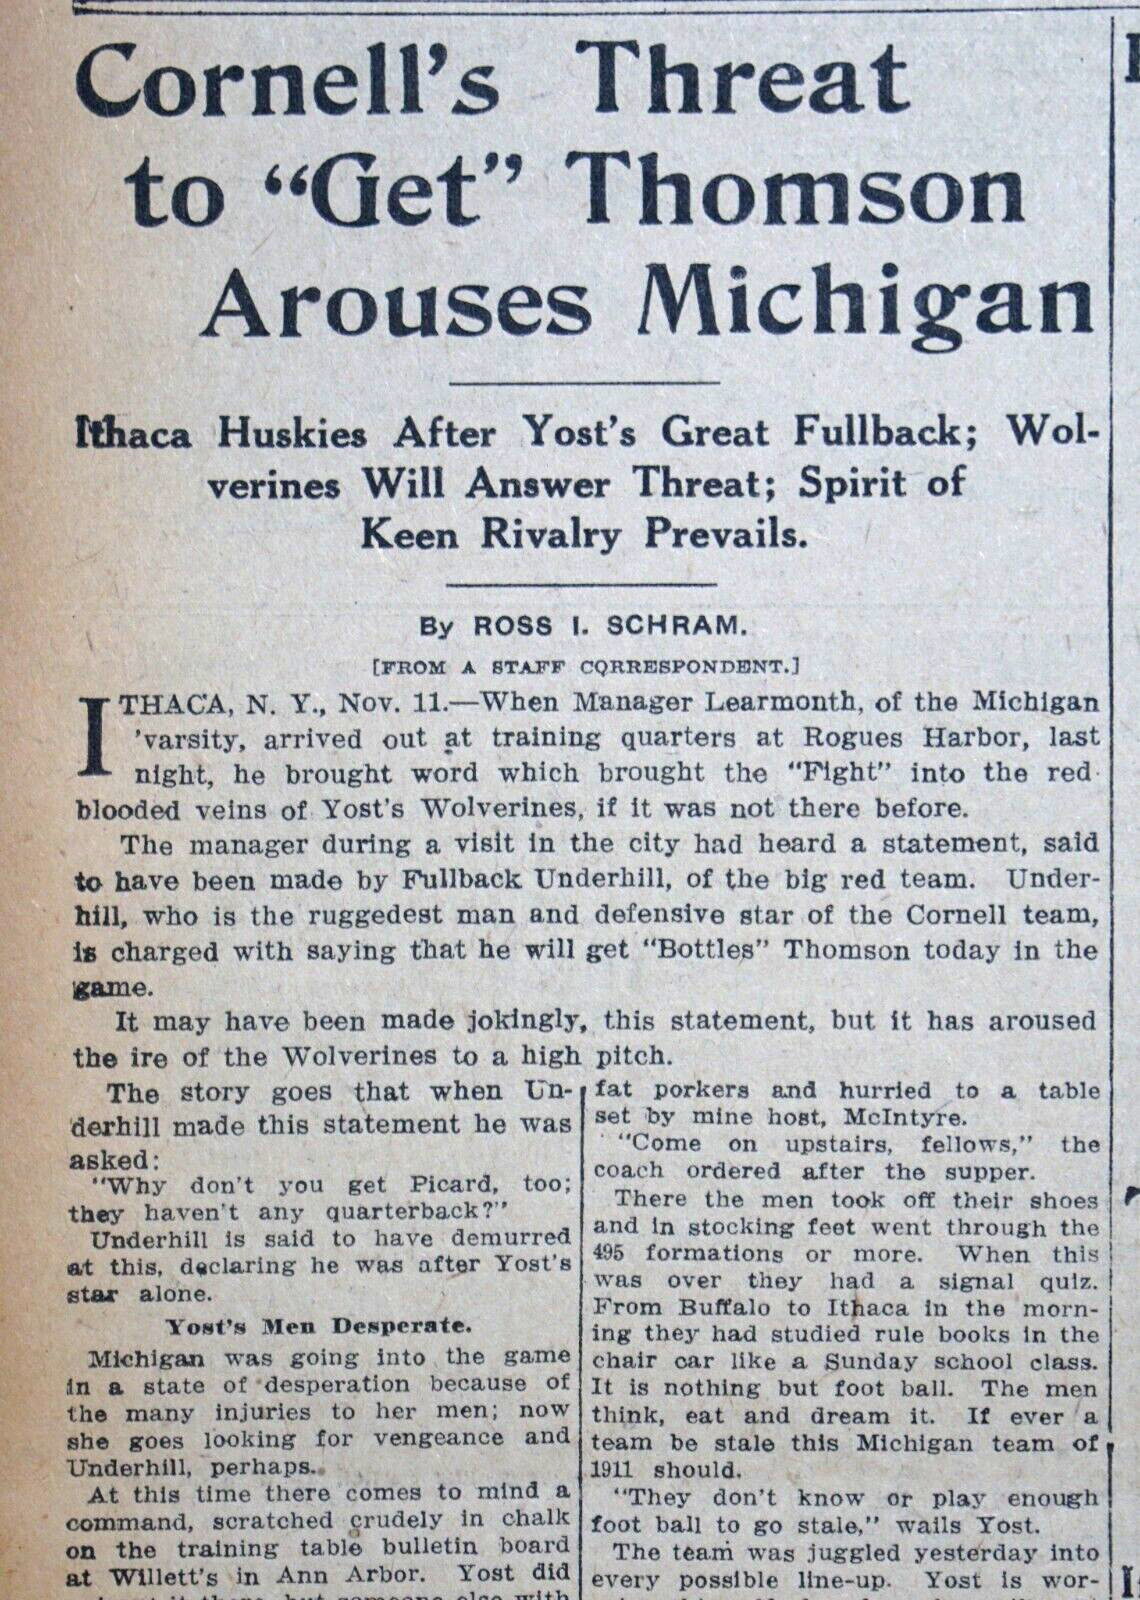 Cornell's Threat
to "Get" Thomson
Arouses Michigan
Ithaca Huskies After Yost's Great Fullback; Wol-
verines Will Answer Threat; Spirit of
Keen Rivalry Prevails.
By ROSS I. SCHRAM.
[FROM A STAFF CORRESPONDENT.]
ITHACA, N. Y., Nov. 11.—When Manager Learmonth, of the Michigan
'varsity, arrived out at training quarters at Rogues Harbor, last
night, he brought word which brought the "Fight" into the red
blooded veins of Yost's Wolverines, if it was not there before.
The manager during a visit in the city had heard a statement, said
to have been made by Fullback Underhill, of the big red team. Under-
hill, who is the ruggedest man and defensive star of the Cornell team,
is charged with saying that he will get "Bottles" Thomson today in the
game.
It may have been made jokingly, this statement, but it has aroused
the ire of the Wolverines to a high pitch.
The story goes that when Un-
derhill made this statement he was
asked:
"Why don't you get Picard, too;
they haven't any quarterback?"
Underhill is said to have demurred
at this, declaring he was after Yost's
star alone.
Yost's Men Desperate.
Michigan was going into the game
in a state of desperation because of
the many injuries to her men; now
she goes looking for vengeance and
Underhill, perhaps.
At this time there comes to mind a
command, scratched crudely in chalk
on the training table bulletin board
at Willett's in Ann Arbor. Yost did
fat porkers and hurried to a table
set by mine host, McIntyre.
"Come on upstairs, fellows," the
coach ordered after the supper.
There the men took off their shoes
and in stocking feet went through the
495 formations or more. When this
was over they had a signal quiz.
From Buffalo to Ithaca in the morn-
ing they had studied rule books in the
chair car like a Sunday school class.
It is nothing but foot ball. The men
think, eat and dream it. If ever a
team be stale this Michigan team of
1911 should.
"They don't know or play enough
foot ball to go stale," wails Yost.
The team was juggled yesterday into
every possible line-up. Yost is wor-